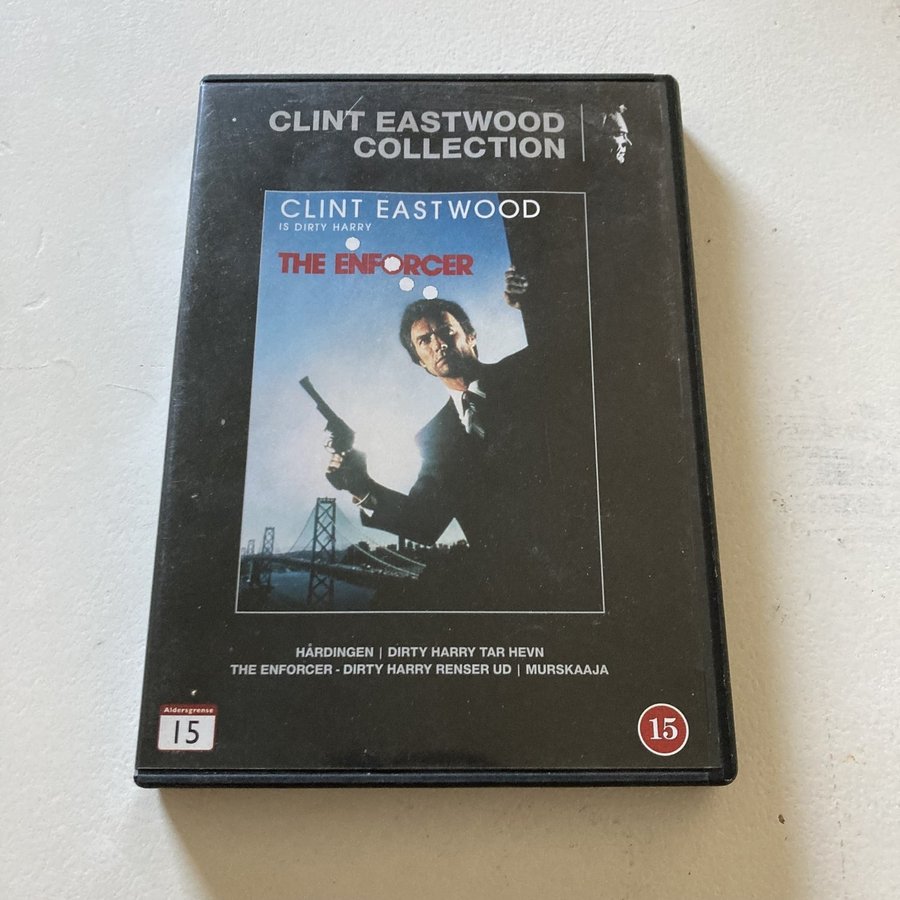 CLINT EASTWOOD
COLLECTION
CLINT EASTWOOD
IS DIRTY HARRY
THE ENFORCER
HÅRDINGEN | DIRTY HARRY TAR HEVN
THE ENFORCER - DIRTY HARRY RENSER UD | MURSKAAJA
Aldersgrense
15
15